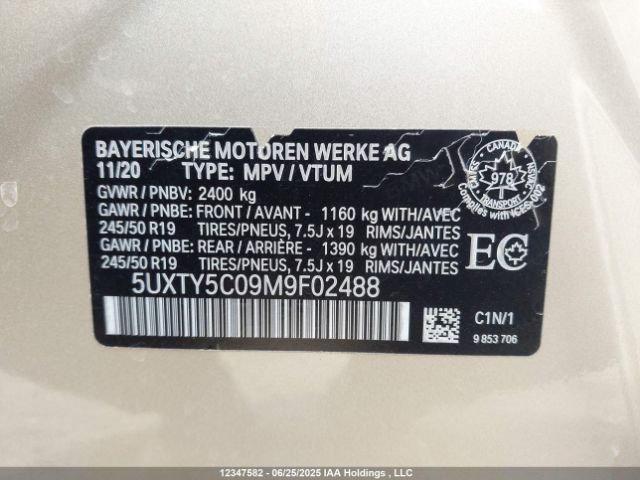 BAYERISCHE MOTOREN WERKE AG
11/20 TYPE: MPV / VTUM
GVWR / PNBV: 2400 kg
GAWR / PNBE: FRONT / AVANT - 1160 kg WITH/AVEC
245/50 R19 TIRES/PNEUS, 7.5J x 19 RIMS/JANTES
GAWR / PNBE: REAR / ARRIÈRE - 1390 kg WITH/AVEC
245/50 R19 TIRES/PNEUS, 7.5J x 19 RIMS/JANTES
5UXTY5C09M9F02488
CANADA
CMVSS NSVAC
978
TRANSPORT
Complies with ICES-002
EC
C1N/1
9 853 706
12347582 - 06/25/2025 IAA Holdings, LLC